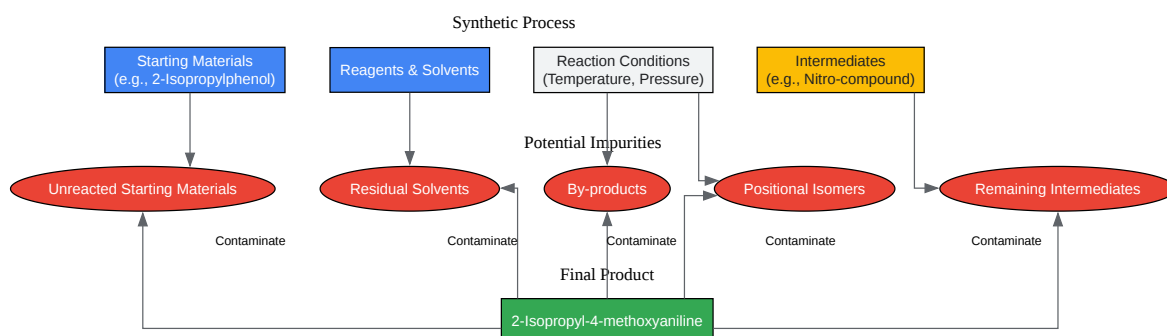 Synthetic Process
Starting Materials
(e.g., 2-Isopropylphenol)
Reagents & Solvents
Reaction Conditions
(Temperature, Pressure)
Intermediates
(e.g., Nitro-compound)
Potential Impurities
Unreacted Starting Materials
Residual Solvents
By-products
Positional Isomers
Remaining Intermediates
Contaminate
Contaminate
Contaminate
Contaminate
Contaminate
Final Product
2-Isopropyl-4-methoxyaniline